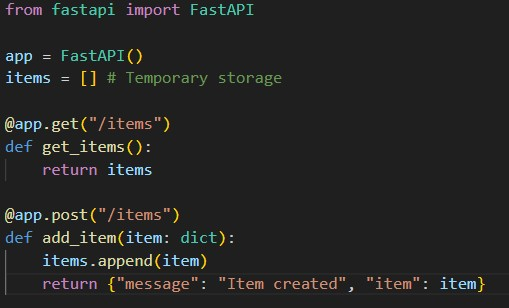 from fastapi import FastAPI

app = FastAPI()
items = [] # Temporary storage

@app.get("/items")
def get_items():
    return items

@app.post("/items")
def add_item(item: dict):
    items.append(item)
    return {"message": "Item created", "item": item}